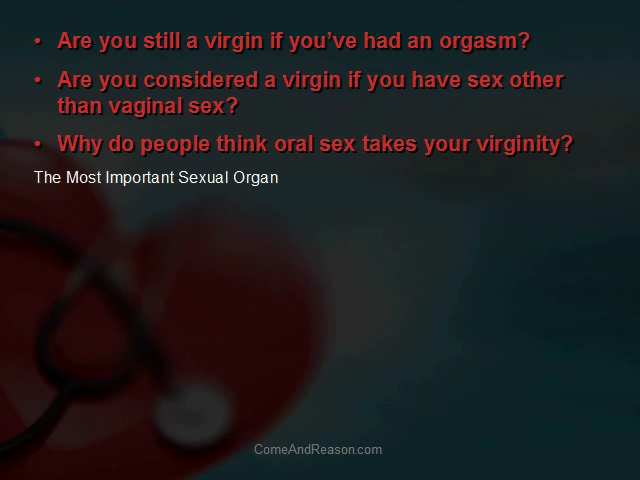 • Are you still a virgin if you’ve had an orgasm?
• Are you considered a virgin if you have sex other
than vaginal sex?
• Why do people think oral sex takes your virginity?
The Most Important Sexual Organ
ComeAndReason.com